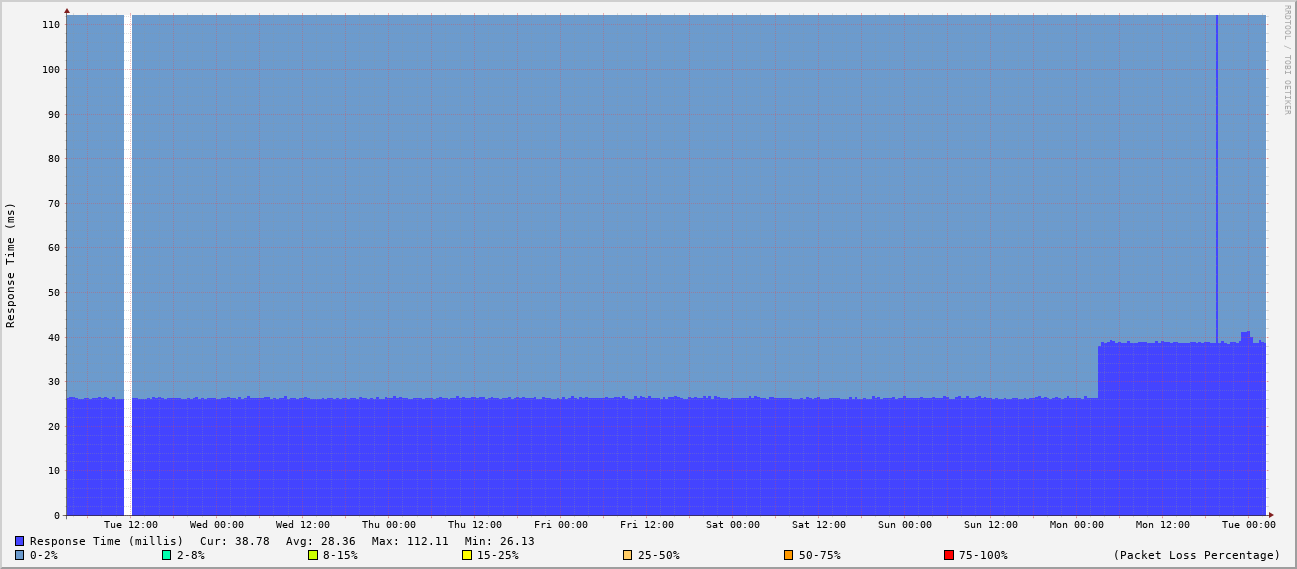 RRDTOOL / TOBI OETIKER
Response Time (ms)
110
100
90
80
70
60
50
40
30
20
10
0
Tue 12:00 Wed 00:00 Wed 12:00 Thu 00:00 Thu 12:00 Fri 00:00 Fri 12:00 Sat 00:00 Sat 12:00 Sun 00:00 Sun 12:00 Mon 00:00 Mon 12:00 Tue 00:00
Response Time (millis) Cur: 38.78 Avg: 28.36 Max: 112.11 Min: 26.13
0-2% 2-8% 8-15% 15-25% 25-50% 50-75% 75-100% (Packet Loss Percentage)